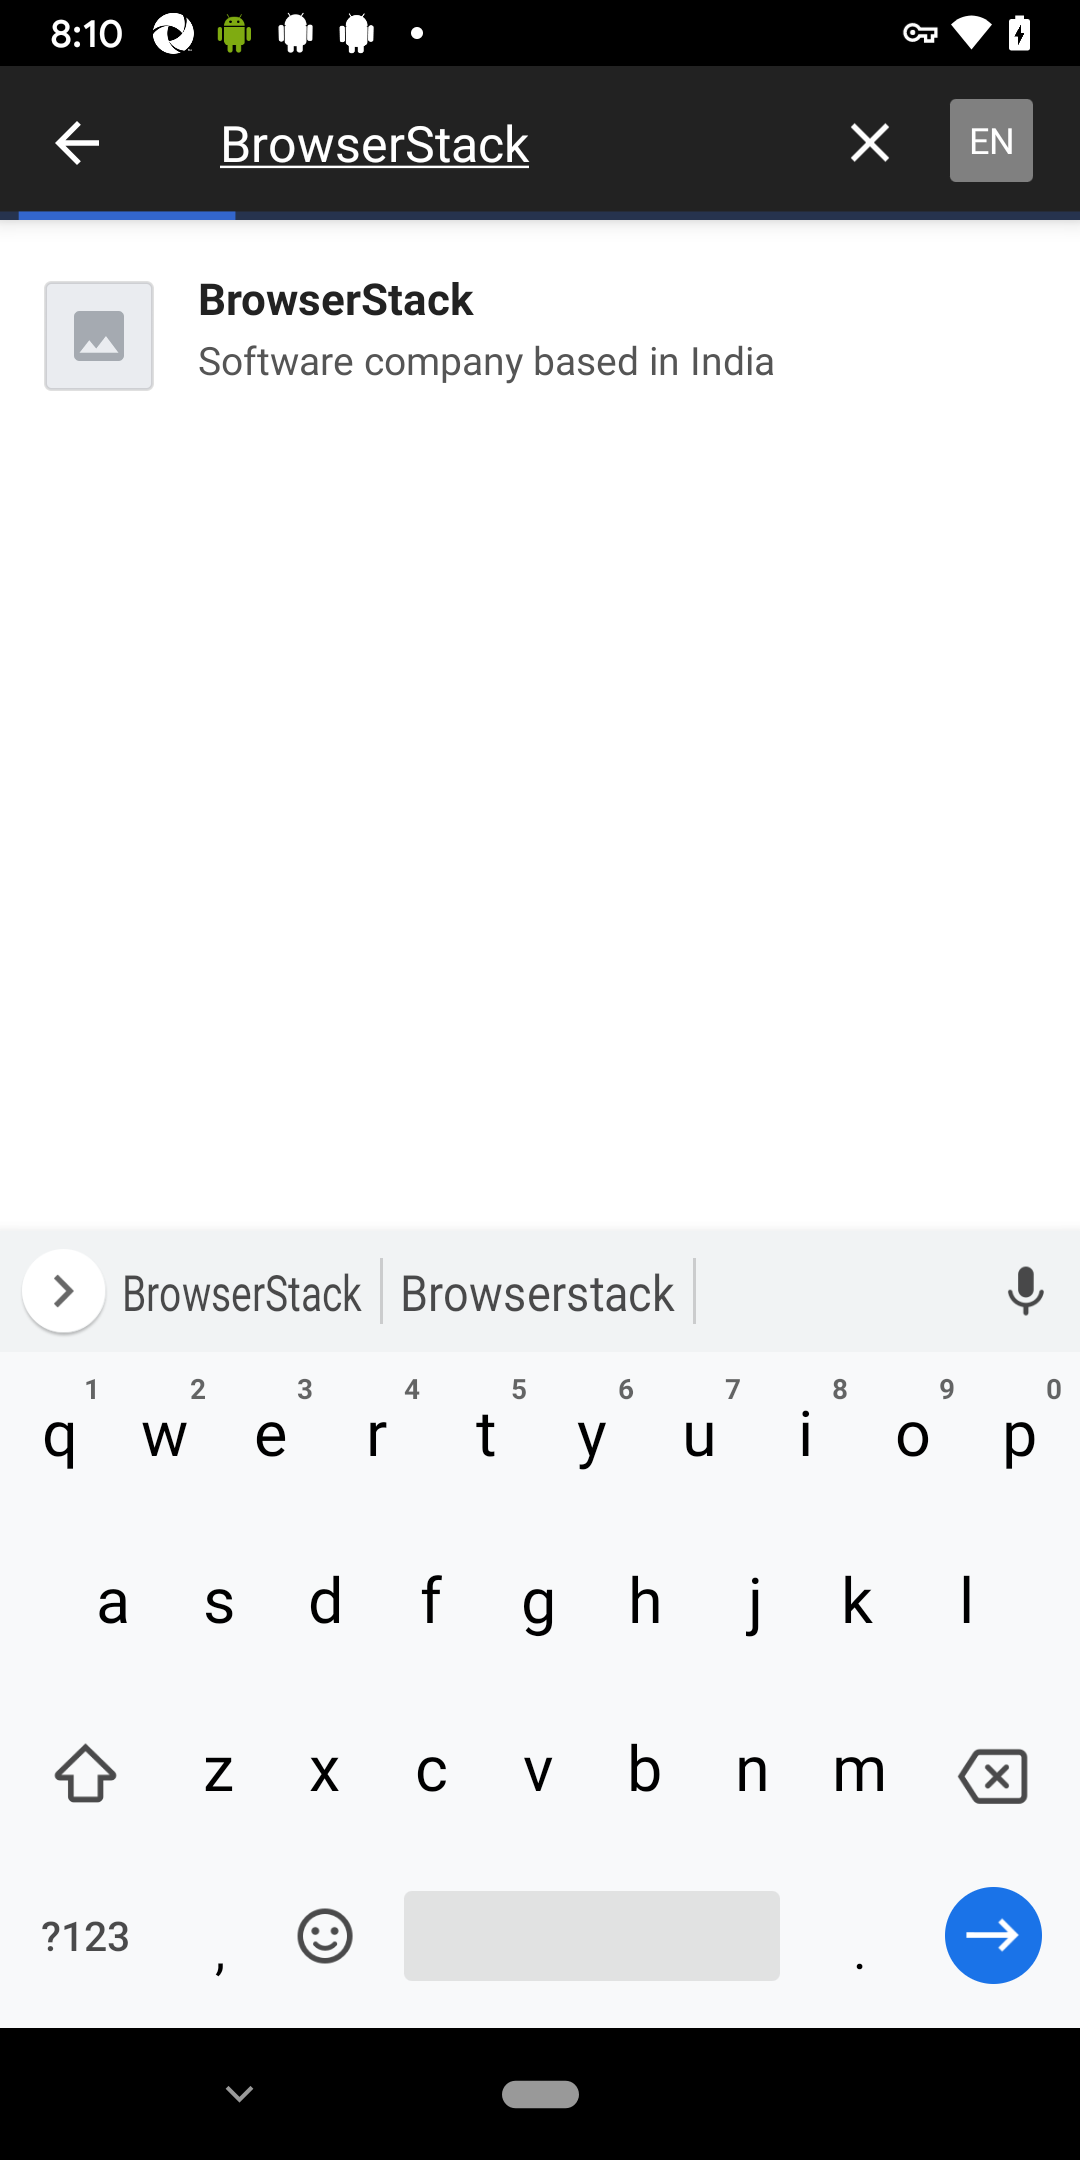 8:10
BrowserStack
EN
BrowserStack
Software company based in India
BrowserStack Browserstack
1 2 3 4 5 6 7 8 9 0
q w e r t y u i o p
a s d f g h j k l
z x c v b n m
?123 , .